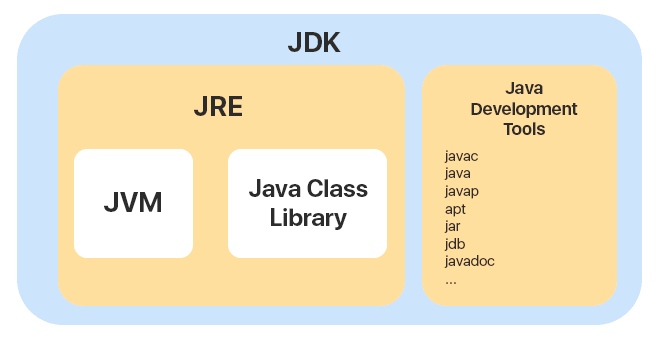 JDK
JRE
JVM
Java Class
Library
Java
Development
Tools
javac
java
javap
apt
jar
jdb
javadoc
...